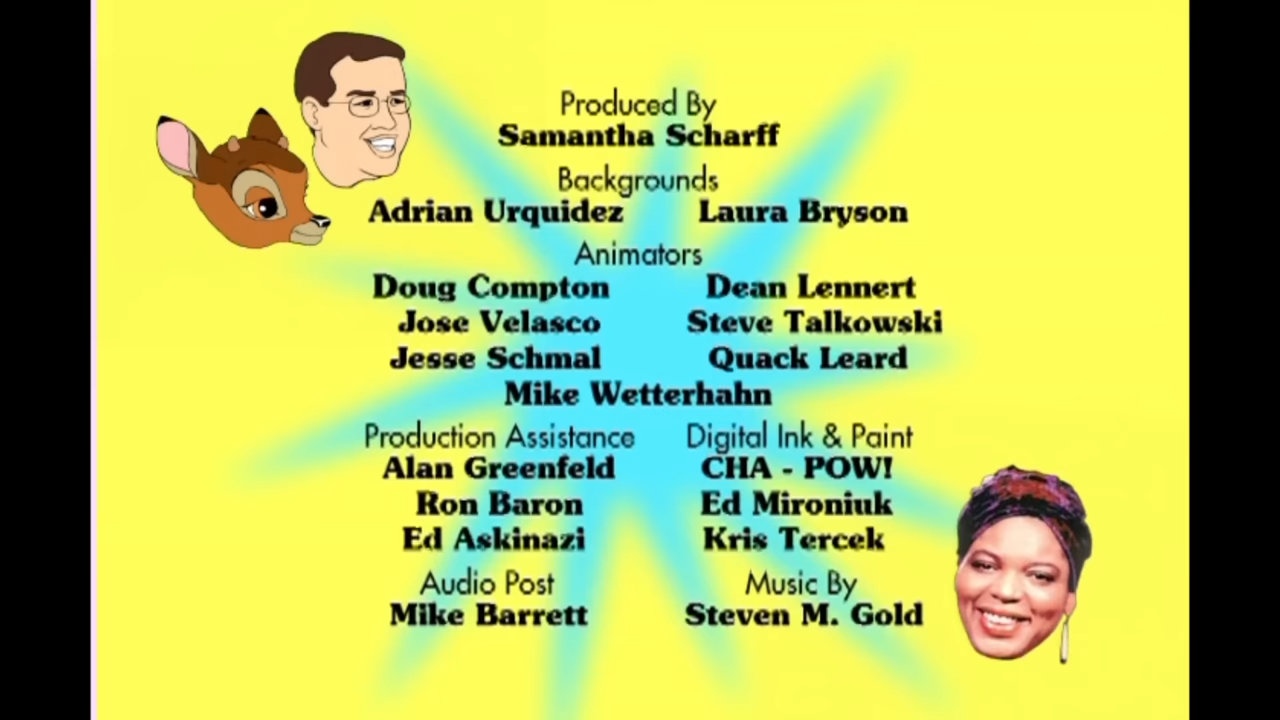 Produced By
Samantha Scharff
Backgrounds
Adrian Urquidez Laura Bryson
Animators
Doug Compton Dean Lennert
Jose Velasco Steve Talkowski
Jesse Schmal Quack Leard
Mike Wetterhahn
Production Assistance Digital Ink & Paint
Alan Greenfeld CHA - POW!
Ron Baron Ed Mironiuk
Ed Askinazi Kris Tercek
Audio Post Music By
Mike Barrett Steven M. Gold